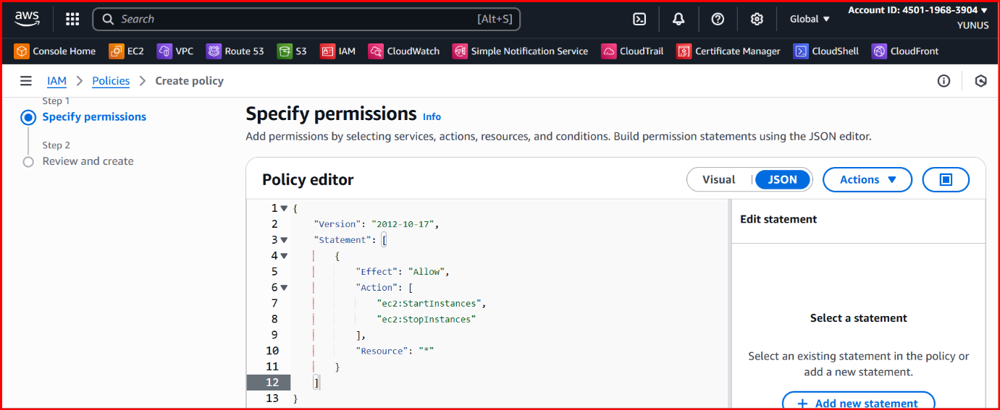 aws
Search [Alt+S]
Global
Account ID: 4501-1968-3904
YUNUS
Console Home EC2 VPC Route 53 S3 IAM CloudWatch Simple Notification Service CloudTrail Certificate Manager CloudShell CloudFront
IAM Policies Create policy
Step 1
Specify permissions
Step 2
Review and create
Specify permissions Info
Add permissions by selecting services, actions, resources, and conditions. Build permission statements using the JSON editor.
Policy editor
Visual JSON Actions
1 {
2 "Version": "2012-10-17",
3 "Statement": [
4 {
5 "Effect": "Allow",
6 "Action": [
7 "ec2:StartInstances",
8 "ec2:StopInstances"
9 ],
10 "Resource": "*"
11 }
12 ]
13 }
Edit statement
Select a statement
Select an existing statement in the policy or
add a new statement.
+ Add new statement